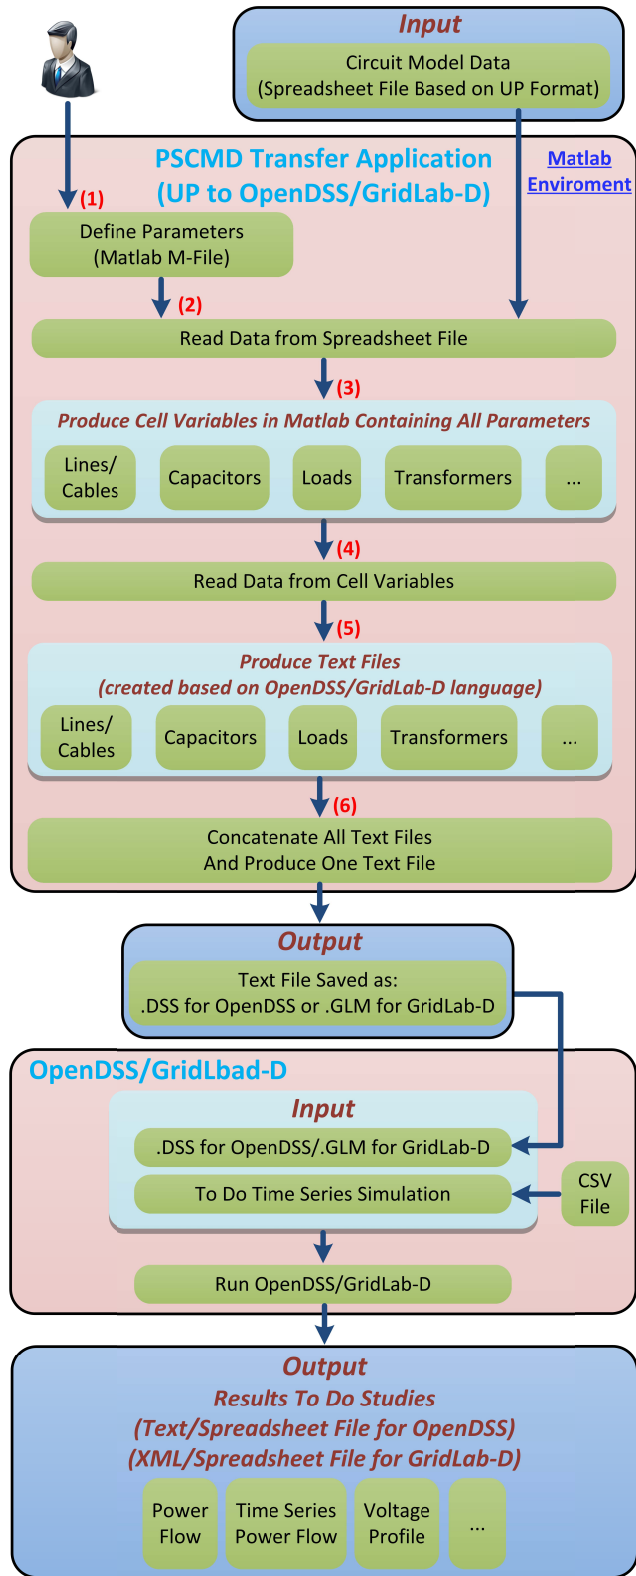 Input
Circuit Model Data
(Spreadsheet File Based on UP Format)
PSCMD Transfer Application
(UP to OpenDSS/GridLab-D)
Matlab
Enviroment
(1)
Define Parameters
(Matlab M-File)
(2)
Read Data from Spreadsheet File
(3)
Produce Cell Variables in Matlab Containing All Parameters
Lines/
Cables
Capacitors
Loads
Transformers
...
(4)
Read Data from Cell Variables
(5)
Produce Text Files
(created based on OpenDSS/GridLab-D language)
Lines/
Cables
Capacitors
Loads
Transformers
...
(6)
Concatenate All Text Files
And Produce One Text File
Output
Text File Saved as:
.DSS for OpenDSS or .GLM for GridLab-D
OpenDSS/GridLbad-D
Input
.DSS for OpenDSS/.GLM for GridLab-D
To Do Time Series Simulation
CSV
File
Run OpenDSS/GridLab-D
Output
Results To Do Studies
(Text/Spreadsheet File for OpenDSS)
(XML/Spreadsheet File for GridLab-D)
Power
Flow
Time Series
Power Flow
Voltage
Profile
...